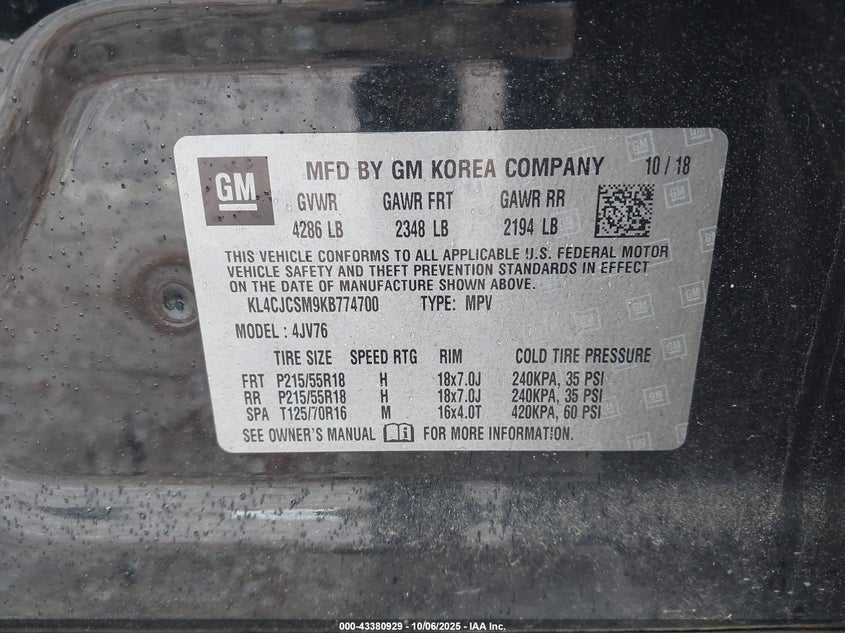 GM MFD BY GM KOREA COMPANY 10 / 18
GVWR GAWR FRT GAWR RR
4286 LB 2348 LB 2194 LB
THIS VEHICLE CONFORMS TO ALL APPLICABLE U.S. FEDERAL MOTOR
VEHICLE SAFETY AND THEFT PREVENTION STANDARDS IN EFFECT
ON THE DATE OF MANUFACTURE SHOWN ABOVE.
KL4CJCSM9KB774700 TYPE: MPV
MODEL : 4JV76
TIRE SIZE SPEED RTG RIM COLD TIRE PRESSURE
FRT P215/55R18 H 18x7.0J 240KPA, 35 PSI
RR P215/55R18 H 18x7.0J 240KPA, 35 PSI
SPA T125/70R16 M 16x4.0T 420KPA, 60 PSI
SEE OWNER'S MANUAL FOR MORE INFORMATION.
000-43380929 - 10/06/2025 - IAA Inc.